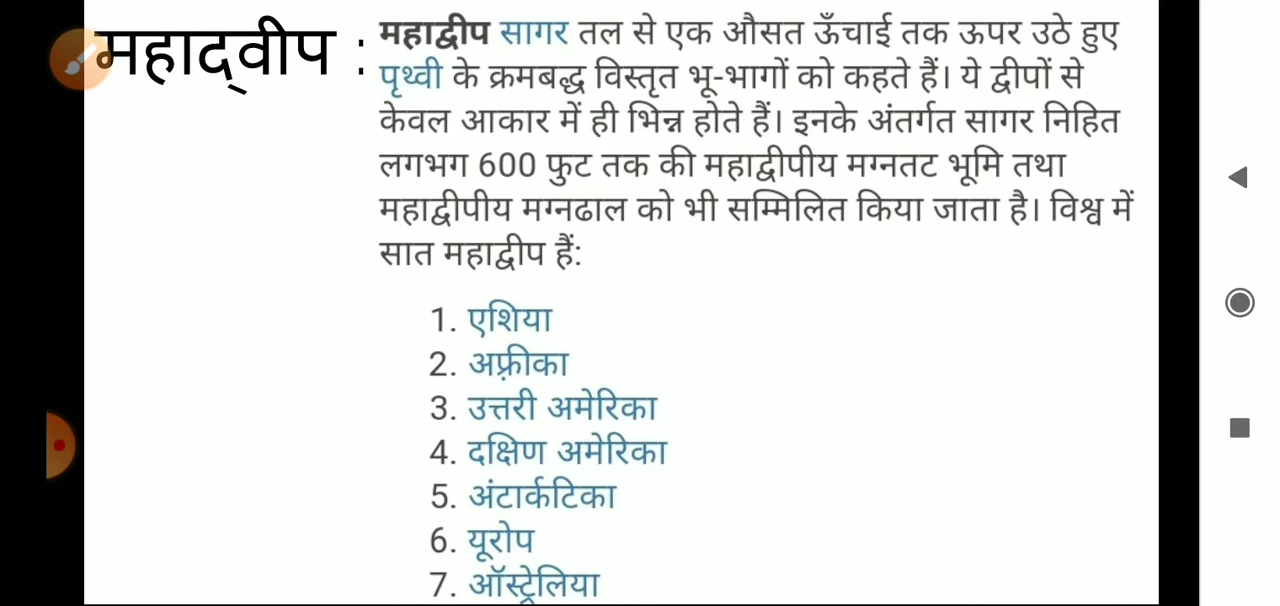 महाद्वीप : महाद्वीप सागर तल से एक औसत ऊँचाई तक ऊपर उठे हुए
पृथ्वी के क्रमबद्ध विस्तृत भू-भागों को कहते हैं। ये द्वीपों से
केवल आकार में ही भिन्न होते हैं। इनके अंतर्गत सागर निहित
लगभग 600 फुट तक की महाद्वीपीय मग्नतट भूमि तथा
महाद्वीपीय मग्नढाल को भी सम्मिलित किया जाता है। विश्व में
सात महाद्वीप हैं:
1. एशिया
2. अफ़्रीका
3. उत्तरी अमेरिका
4. दक्षिण अमेरिका
5. अंटार्कटिका
6. यूरोप
7. ऑस्ट्रेलिया